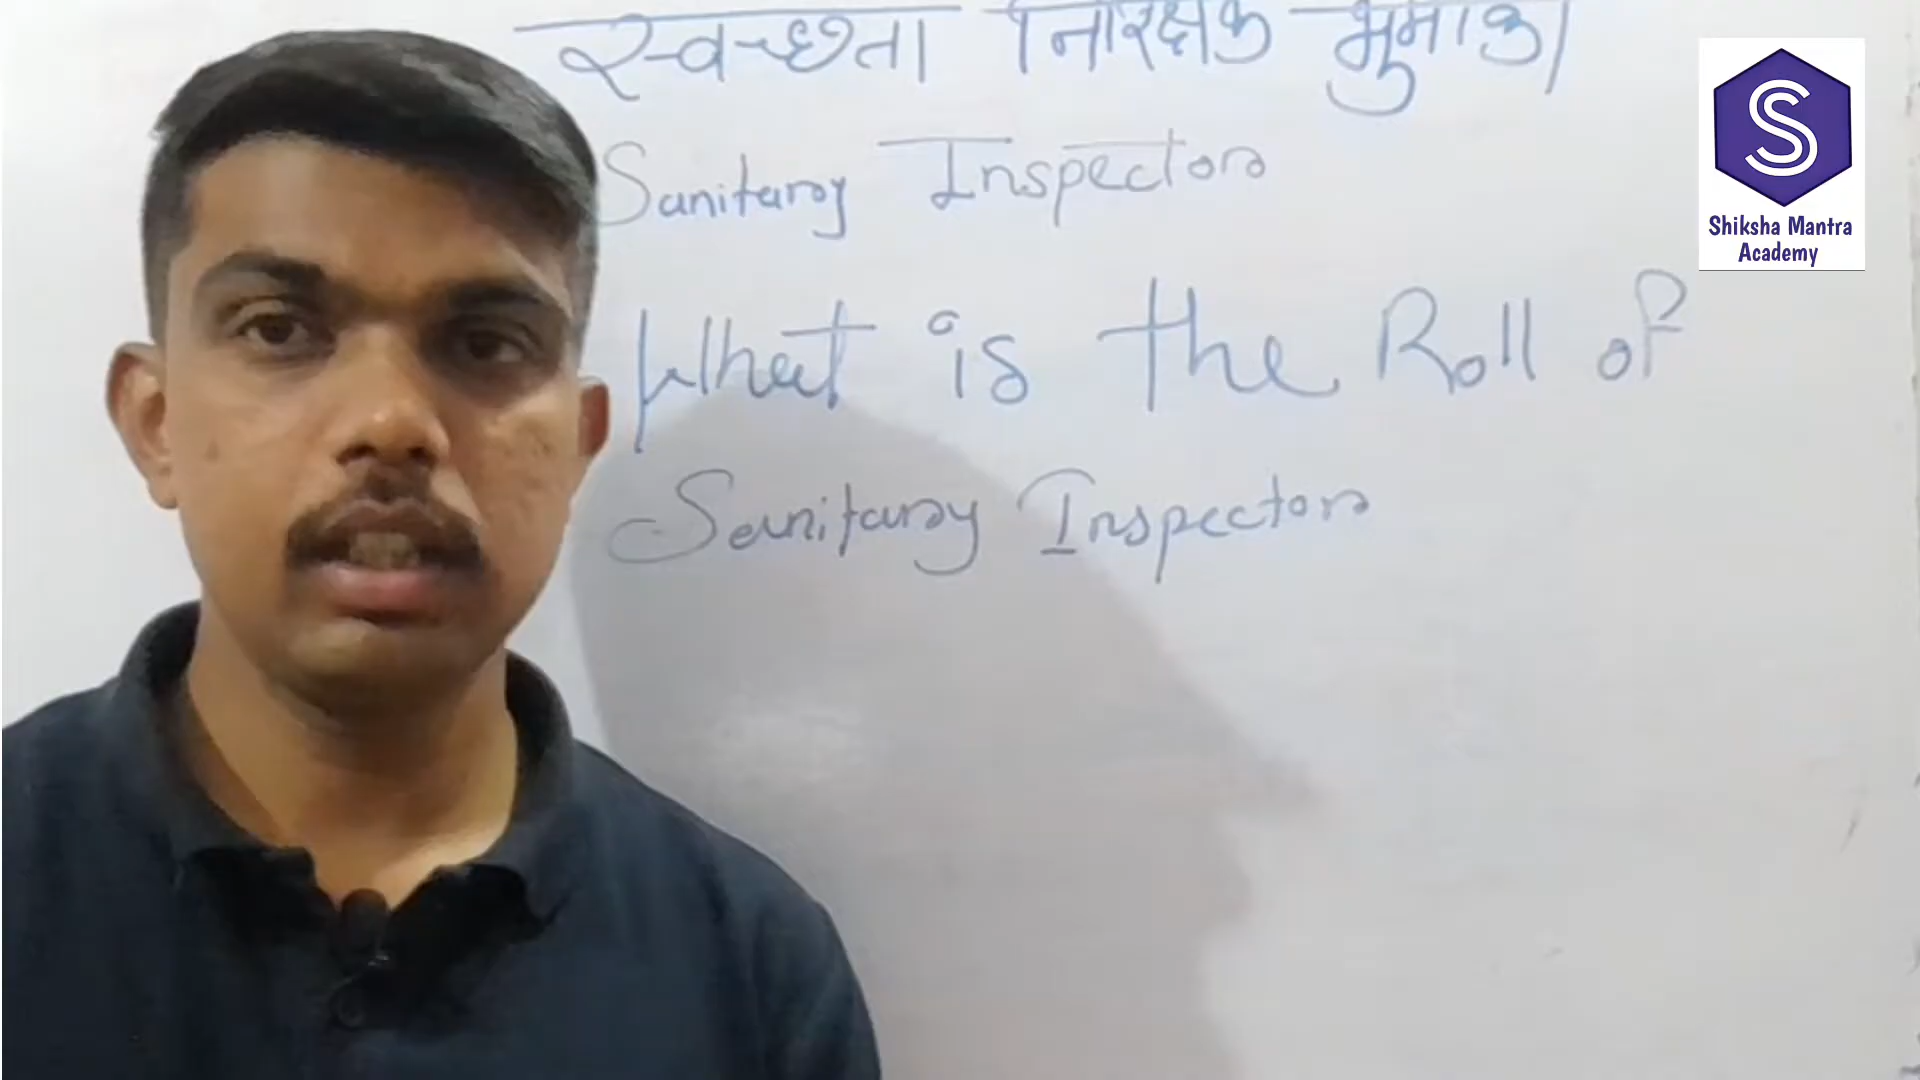 स्वच्छता निरिक्षक भुमीका
Sanitary Inspector
What is the Roll of
Sanitary Inspector
Shiksha Mantra
Academy